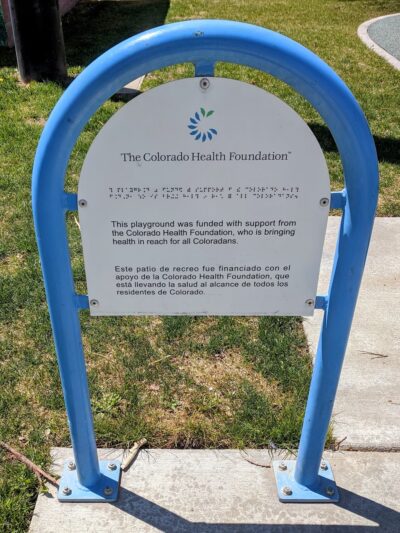 The Colorado Health Foundation™
This playground was funded with support from
the Colorado Health Foundation, who is bringing
health in reach for all Coloradans.
Este patio de recreo fue financiado con el
apoyo de la Colorado Health Foundation, que
está llevando la salud al alcance de todos los
residentes de Colorado.